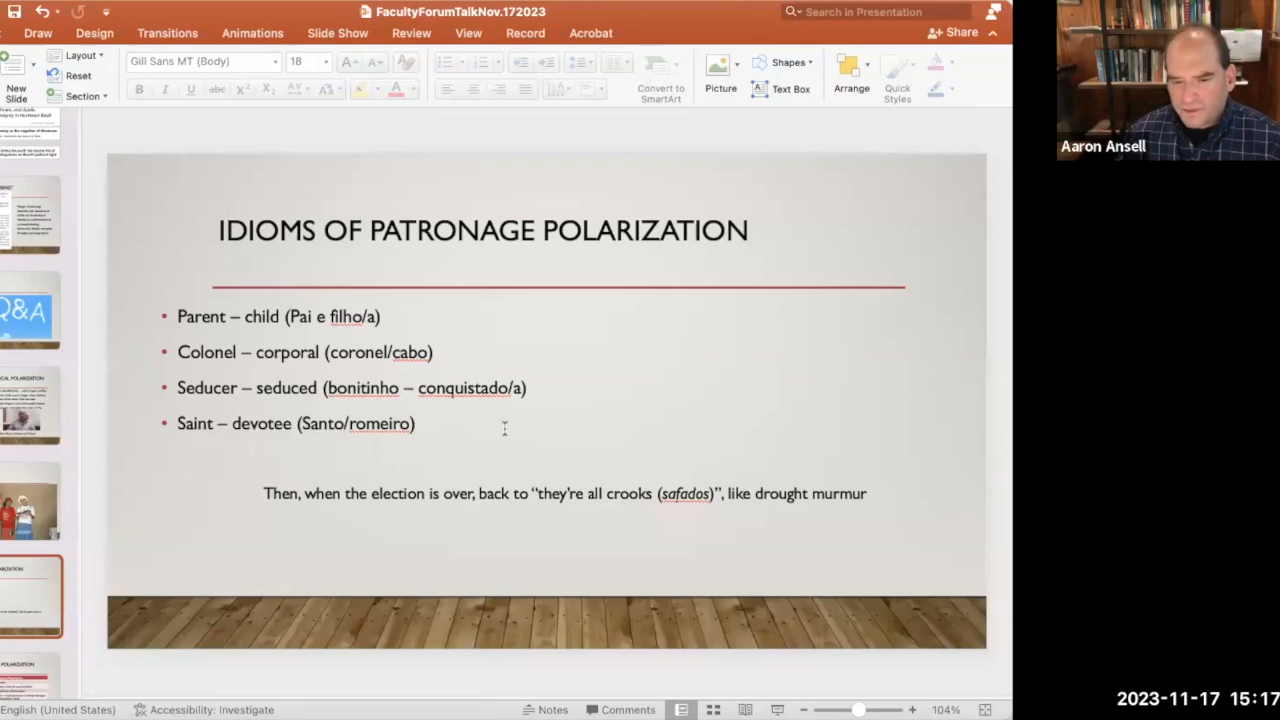 FacultyForumTalkNov.172023
Search in Presentation
Draw
Design
Transitions
Animations
Slide Show
Review
View
Record
Acrobat
Share
New
Slide
Layout
Reset
Section
Gill Sans MT (Body)
18
Convert to
SmartArt
Picture
Shapes
Text Box
Arrange
Quick
Styles
Q&A
IDIOMS OF PATRONAGE POLARIZATION
• Parent – child (Pai e filho/a)
• Colonel – corporal (coronel/cabo)
• Seducer – seduced (bonitinho – conquistado/a)
• Saint – devotee (Santo/romeiro)
Then, when the election is over, back to “they’re all crooks (safados)”, like drought murmur
English (United States)
Accessibility: Investigate
Notes
Comments
104%
Aaron Ansell
2023-11-17 15:17